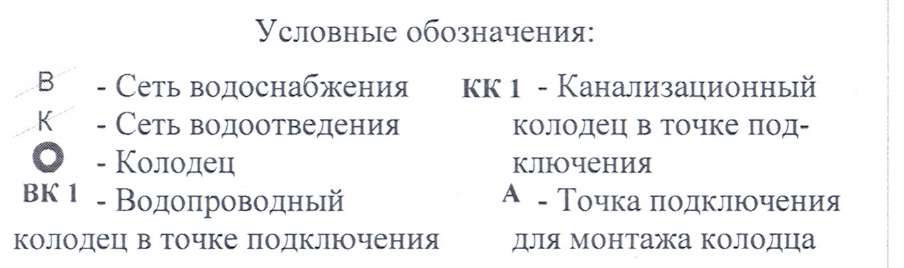 Условные обозначения:
В - Сеть водоснабжения
К - Сеть водоотведения
- Колодец
ВК 1 - Водопроводный
колодец в точке подключения
КК 1 - Канализационный
колодец в точке под-
ключения
А - Точка подключения
для монтажа колодца